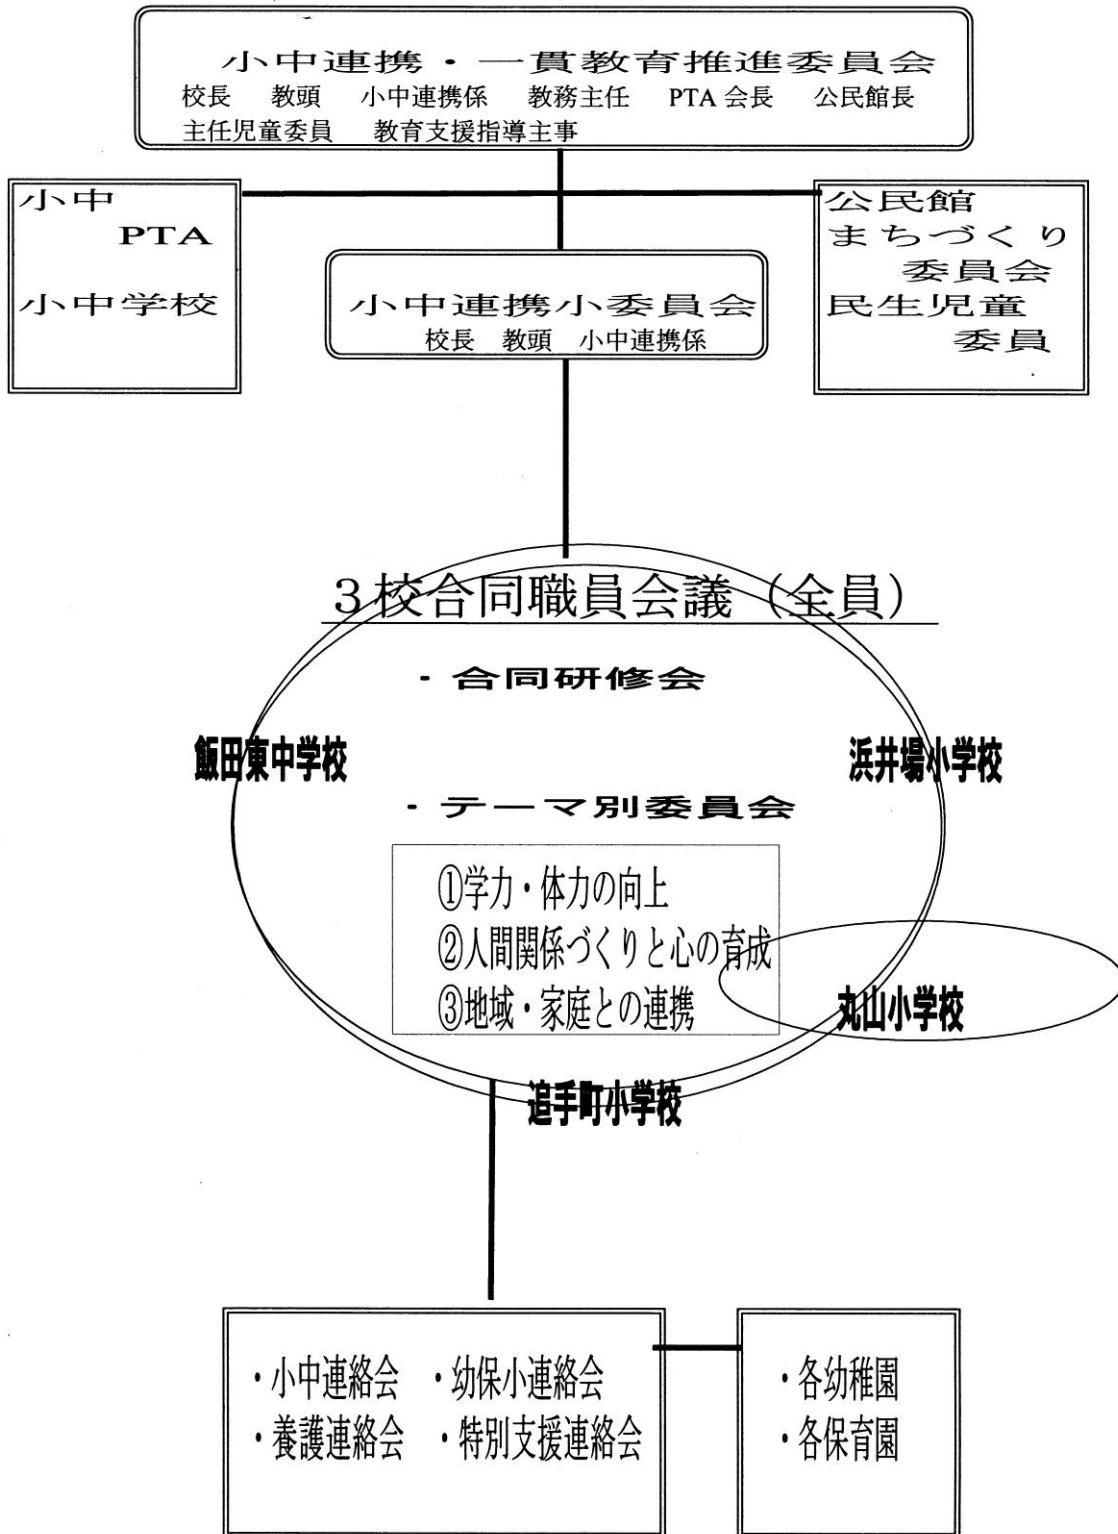 小中連携・一貫教育推進委員会
校長 教頭 小中連携係 教務主任 PTA会長 公民館長
主任児童委員 教育支援指導主事
小中
PTA
小中学校
公民館
まちづくり
委員会
民生児童
委員
小中連携小委員会
校長 教頭 小中連携係
3校合同職員会議（全員）
・合同研修会
飯田東中学校
浜井場小学校
・テーマ別委員会
①学力・体力の向上
②人間関係づくりと心の育成
③地域・家庭との連携
丸山小学校
追手町小学校
・小中連絡会 ・幼保小連絡会
・養護連絡会 ・特別支援連絡会
・各幼稚園
・各保育園